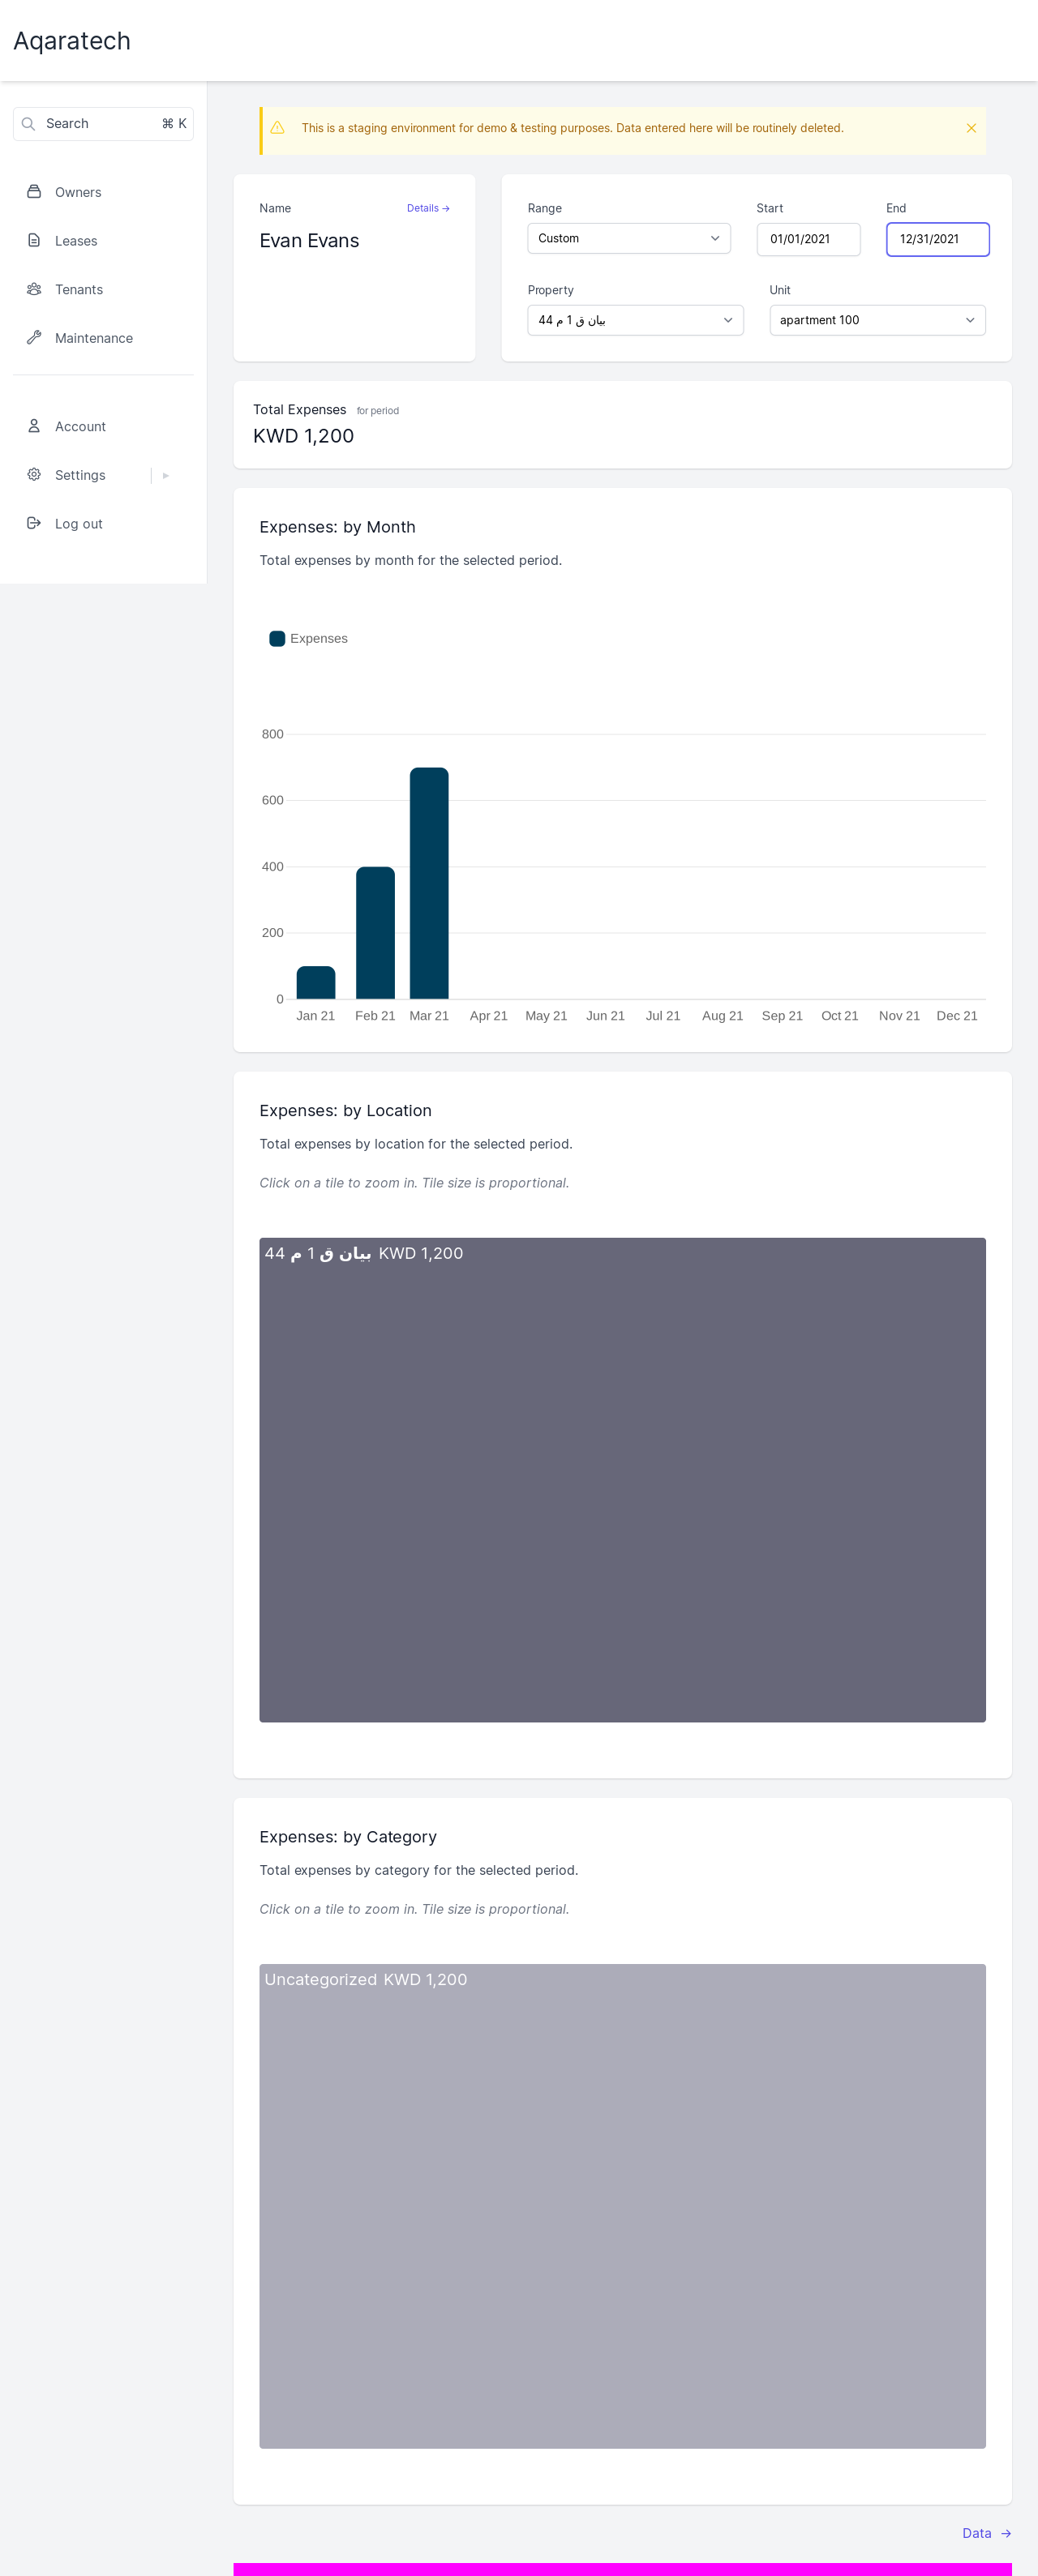 Aqaratech
Search ⌘ K
Owners
Leases
Tenants
Maintenance
Account
Settings
Log out
This is a staging environment for demo & testing purposes. Data entered here will be routinely deleted.
Name Details →
Evan Evans
Range Start End
Custom 01/01/2021 12/31/2021
Property Unit
بيان ق 1 م 44 apartment 100
Total Expenses for period
KWD 1,200
Expenses: by Month
Total expenses by month for the selected period.
Expenses
800
600
400
200
0
Jan 21 Feb 21 Mar 21 Apr 21 May 21 Jun 21 Jul 21 Aug 21 Sep 21 Oct 21 Nov 21 Dec 21
Expenses: by Location
Total expenses by location for the selected period.
Click on a tile to zoom in. Tile size is proportional.
بيان ق 1 م 44 KWD 1,200
Expenses: by Category
Total expenses by category for the selected period.
Click on a tile to zoom in. Tile size is proportional.
Uncategorized KWD 1,200
Data →